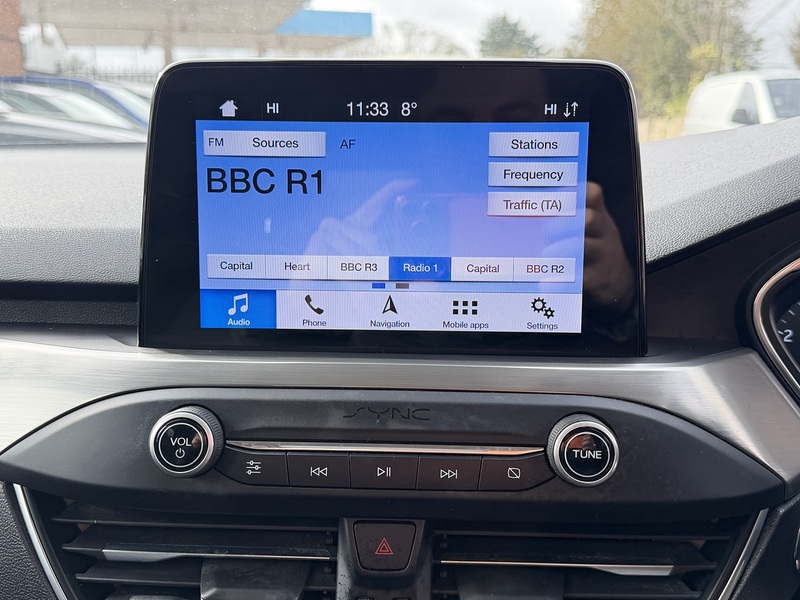 HI 11:33 8° HI
FM Sources AF Stations
BBC R1 Frequency
Traffic (TA)
Capital Heart BBC R3 Radio 1 Capital BBC R2
Audio Phone Navigation Mobile apps Settings
SYNC
VOL TUNE
2